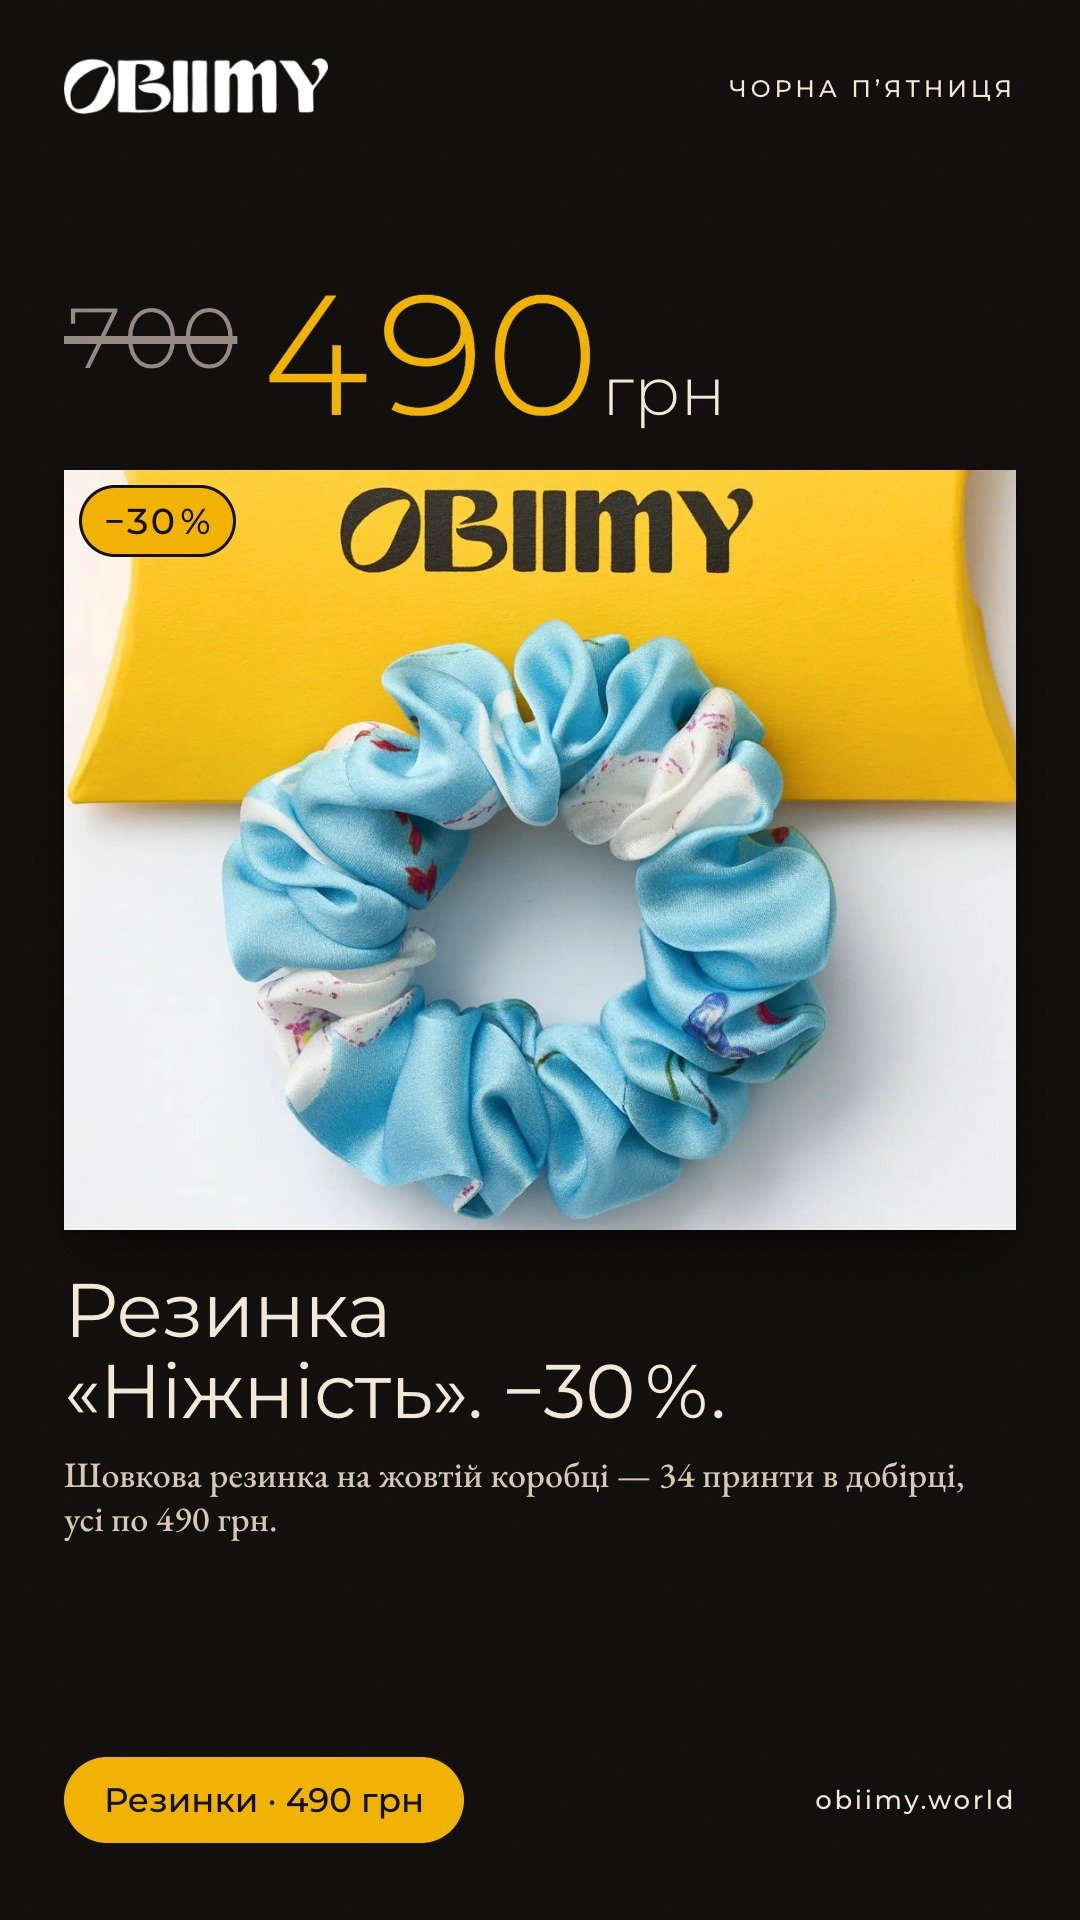 OBIIMY
ЧОРНА П’ЯТНИЦЯ
700 490 грн
−30 %
OBIIMY
Резинка
«Ніжність». −30 %.
Шовкова резинка на жовтій коробці — 34 принти в добірці,
усі по 490 грн.
Резинки · 490 грн
obiimy.world